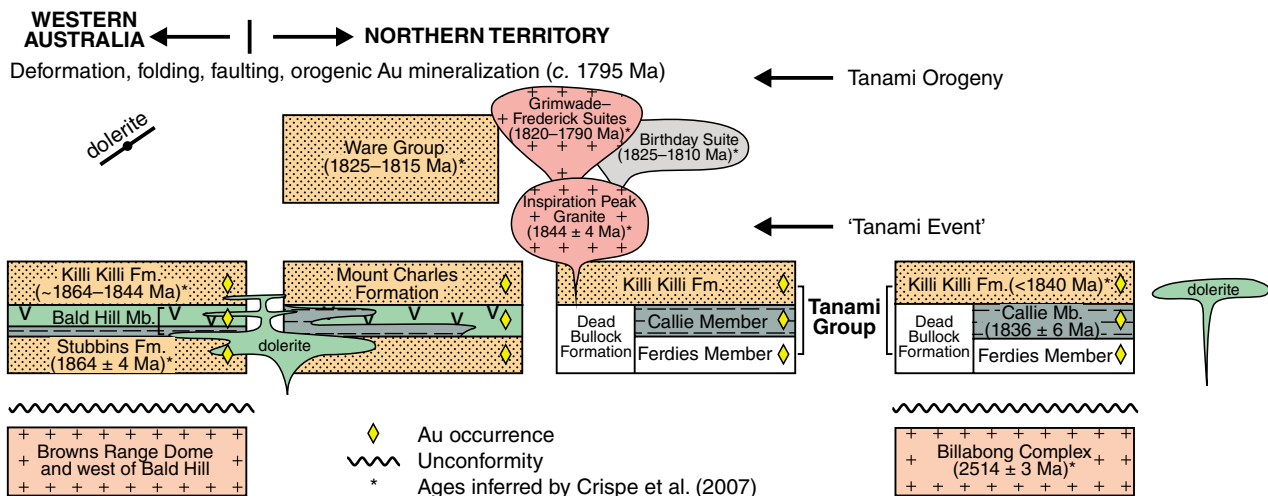 WESTERN
AUSTRALIA
NORTHERN TERRITORY
Deformation, folding, faulting, orogenic Au mineralization (c. 1795 Ma)
Tanami Orogeny
dolerite
Ware Group
(1825–1815 Ma)*
Grimwade–
Frederick Suites
(1820–1790 Ma)*
Birthday Suite
(1825–1810 Ma)*
Inspiration Peak
Granite
(1844 ± 4 Ma)*
'Tanami Event'
Killi Killi Fm.
(~1864–1844 Ma)*
Bald Hill Mb.
Stubbins Fm.
(1864 ± 4 Ma)*
dolerite
Mount Charles
Formation
Killi Killi Fm.
Dead
Bullock
Formation
Callie Member
Ferdies Member
Tanami
Group
Killi Killi Fm.(<1840 Ma)*
Dead
Bullock
Formation
Callie Mb.
(1836 ± 6 Ma)
Ferdies Member
dolerite
Browns Range Dome
and west of Bald Hill
Au occurrence
Unconformity
* Ages inferred by Crispe et al. (2007)
Billabong Complex
(2514 ± 3 Ma)*